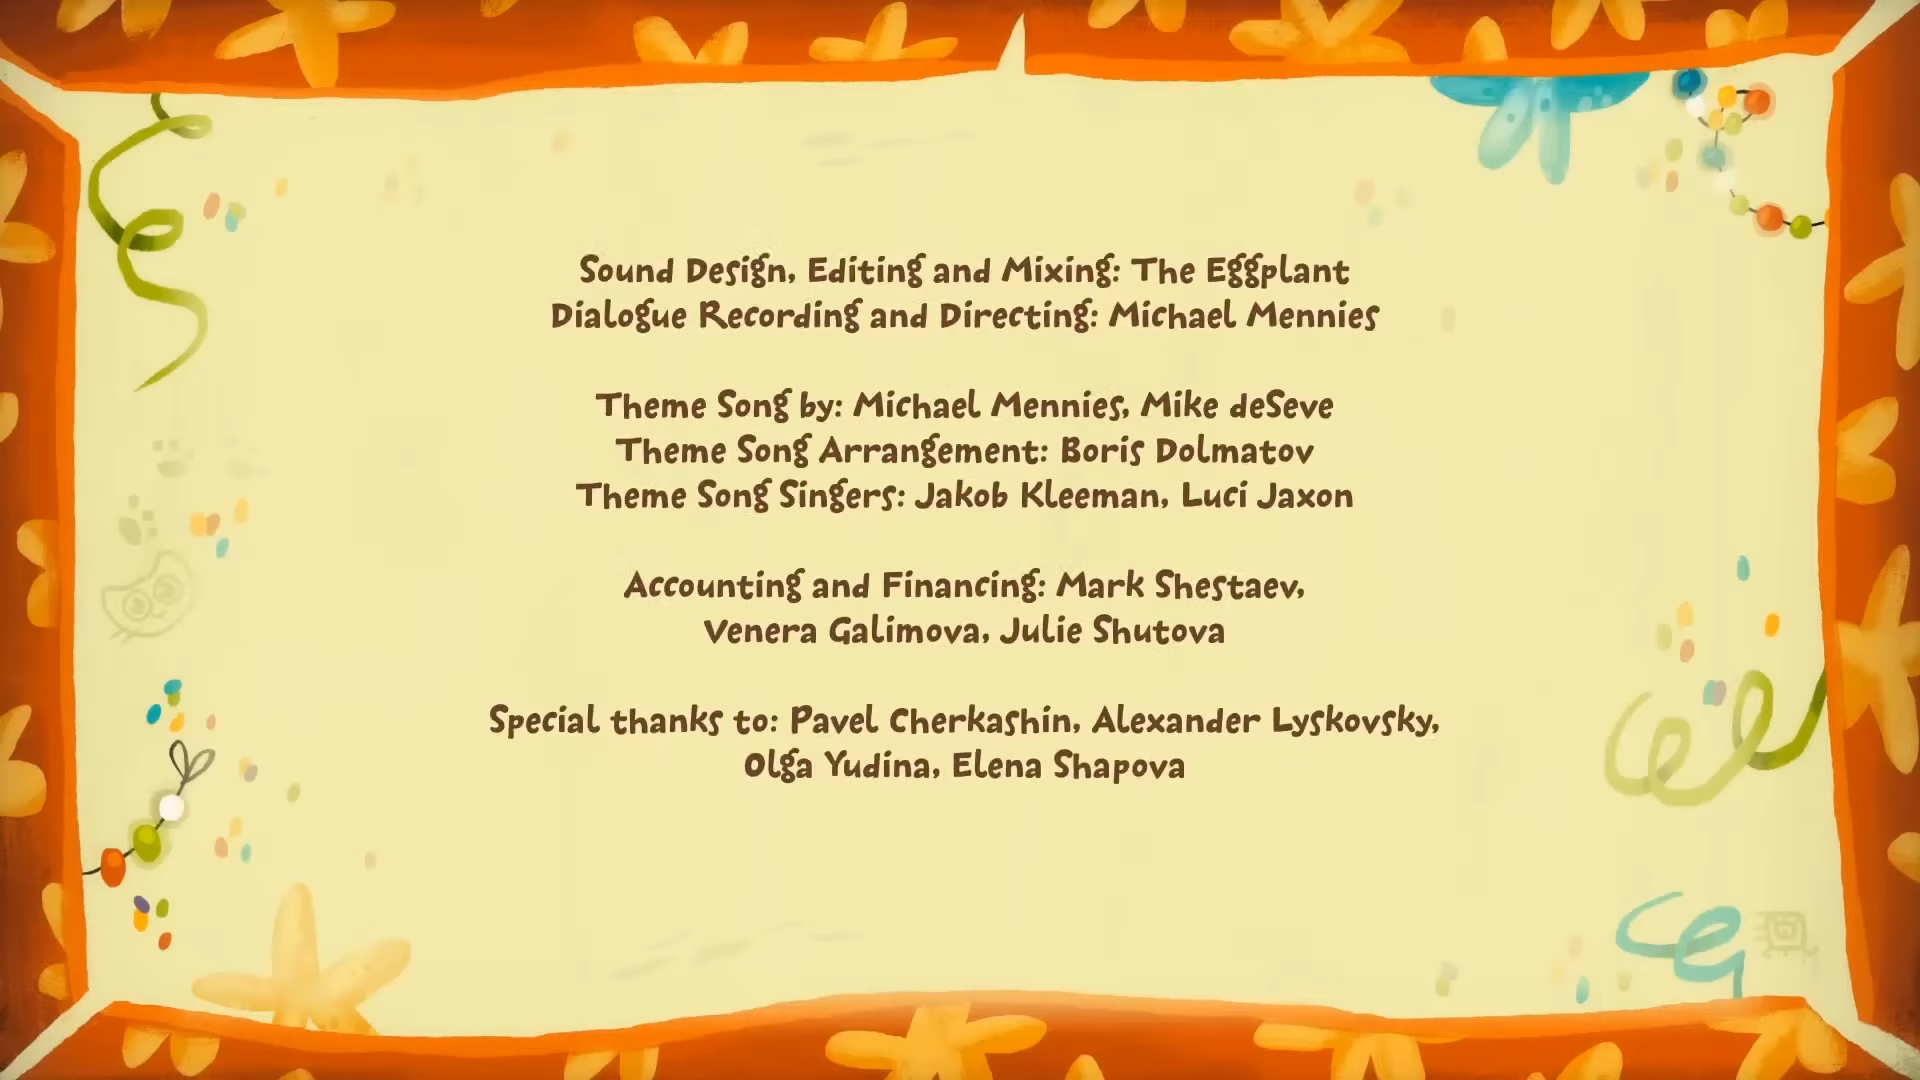 Sound Design, Editing and Mixing: The Eggplant
Dialogue Recording and Directing: Michael Mennies
Theme Song by: Michael Mennies, Mike deSeve
Theme Song Arrangement: Boris Dolmatov
Theme Song Singers: Jakob Kleeman, Luci Jaxon
Accounting and Financing: Mark Shestaev,
Venera Galimova, Julie Shutova
Special thanks to: Pavel Cherkashin, Alexander Lyskovsky,
Olga Yudina, Elena Shapova